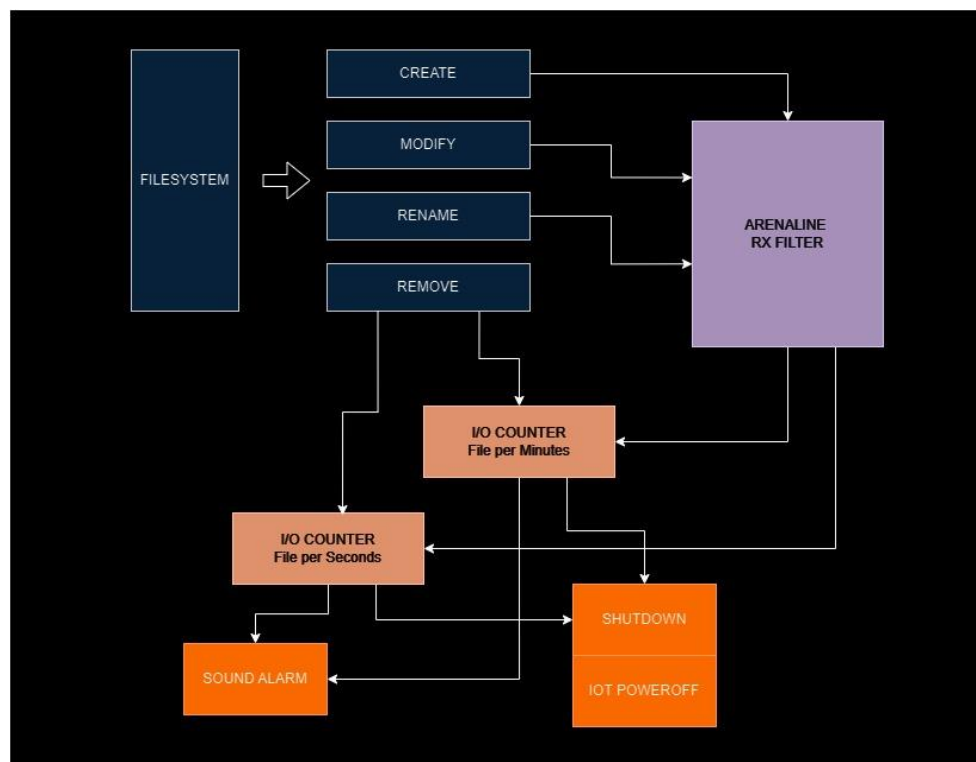 CREATE
MODIFY
FILESYSTEM
RENAME
REMOVE
ARENALINE
RX FILTER
I/O COUNTER
File per Minutes
I/O COUNTER
File per Seconds
SHUTDOWN
SOUND ALARM
IOT POWEROFF